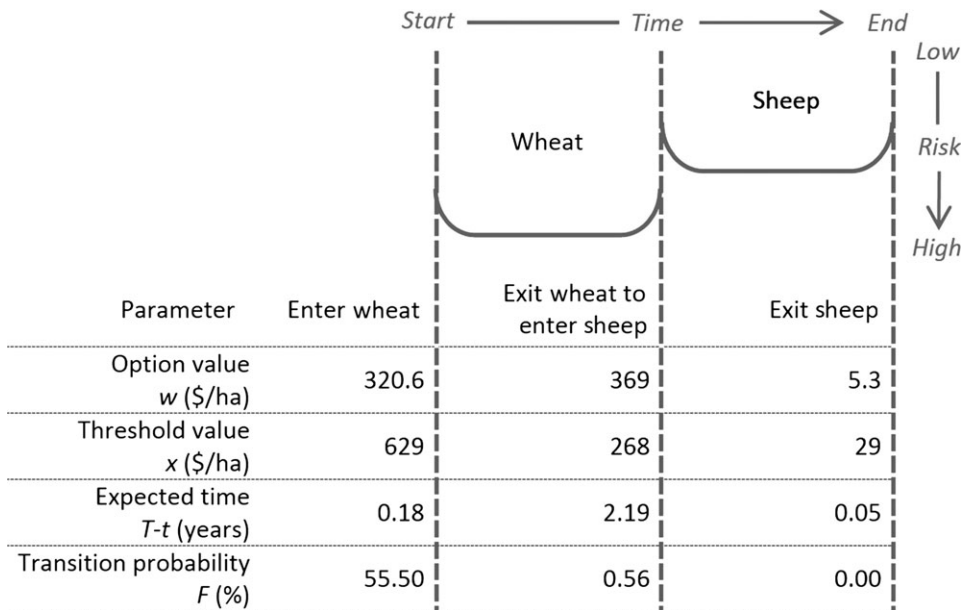 Start Time End
Low
Sheep
Wheat
Risk
High
Parameter Enter wheat Exit wheat to enter sheep Exit sheep
Option value
w ($/ha) 320.6 369 5.3
Threshold value
x ($/ha) 629 268 29
Expected time
T-t (years) 0.18 2.19 0.05
Transition probability
F (%) 55.50 0.56 0.00